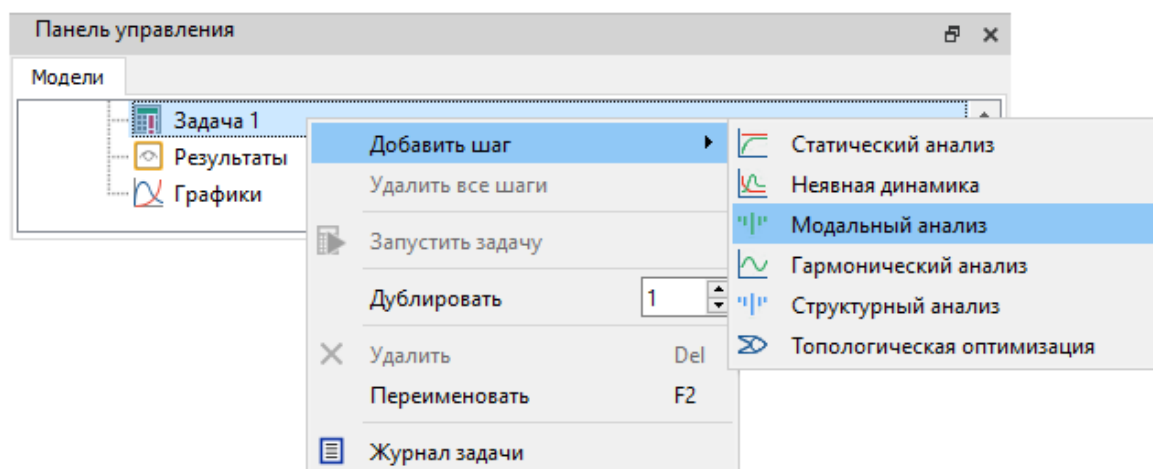 Панель управления
Модели
Задача 1
Результаты
Графики
Добавить шаг
Удалить все шаги
Запустить задачу
Дублировать 1
Удалить Del
Переименовать F2
Журнал задачи
Статический анализ
Неявная динамика
Модальный анализ
Гармонический анализ
Структурный анализ
Топологическая оптимизация